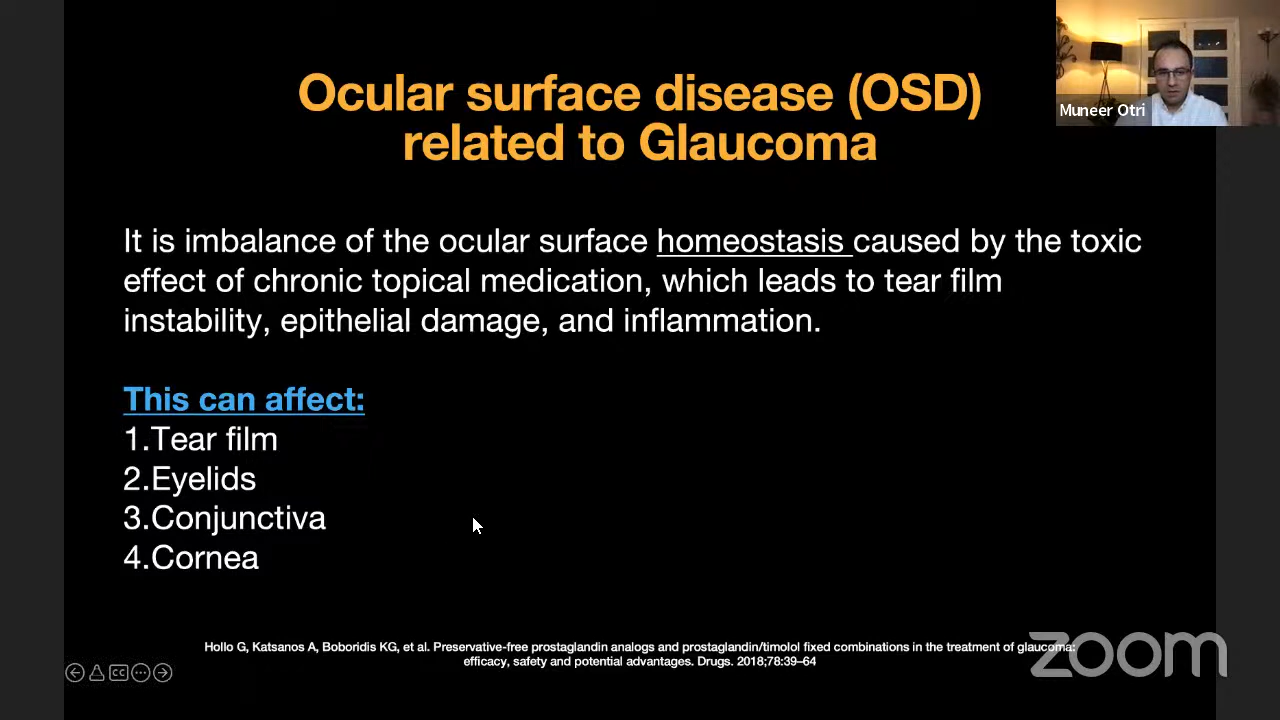 Ocular surface disease (OSD)
related to Glaucoma
Muneer Otri
It is imbalance of the ocular surface homeostasis caused by the toxic
effect of chronic topical medication, which leads to tear film
instability, epithelial damage, and inflammation.
This can affect:
1.Tear film
2.Eyelids
3.Conjunctiva
4.Cornea
Hollo G, Katsanos A, Boboridis KG, et al. Preservative-free prostaglandin analogs and prostaglandin/timolol fixed combinations in the treatment of glaucoma:
efficacy, safety and potential advantages. Drugs. 2018;78:39–64
CC
zoom